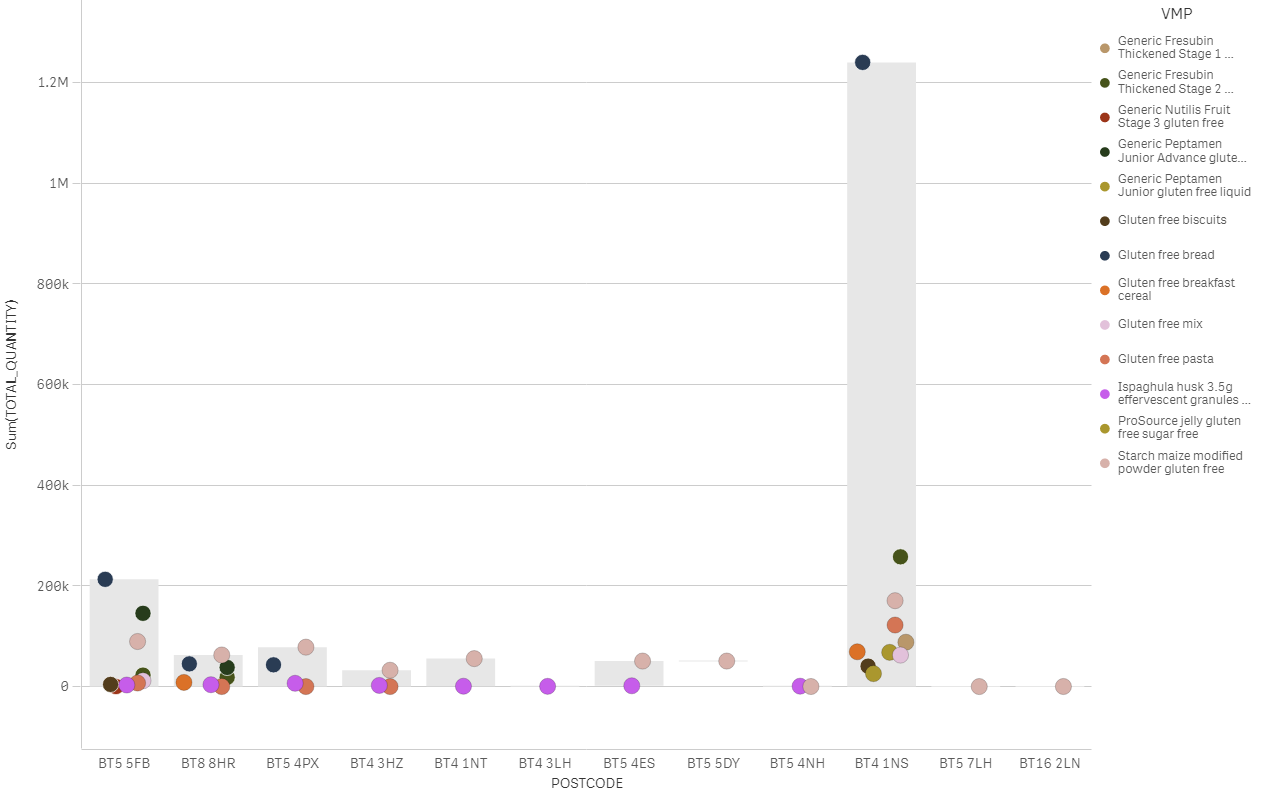 VMP
Generic Fresubin
Thickened Stage 1 ...
Generic Fresubin
Thickened Stage 2 ...
Generic Nutilis Fruit
Stage 3 gluten free
Generic Peptamen
Junior Advance glute...
Generic Peptamen
Junior gluten free liquid
Gluten free biscuits
Gluten free bread
Gluten free breakfast
cereal
Gluten free mix
Gluten free pasta
Ispaghula husk 3.5g
effervescent granules ...
ProSource jelly gluten
free sugar free
Starch maize modified
powder gluten free
Sum(TOTAL_QUANTITY)
1.2M
1M
800k
600k
400k
200k
0
BT5 5FB BT8 8HR BT5 4PX BT4 3HZ BT4 1NT BT4 3LH BT5 4ES BT5 5DY BT5 4NH BT4 1NS BT5 7LH BT16 2LN
POSTCODE